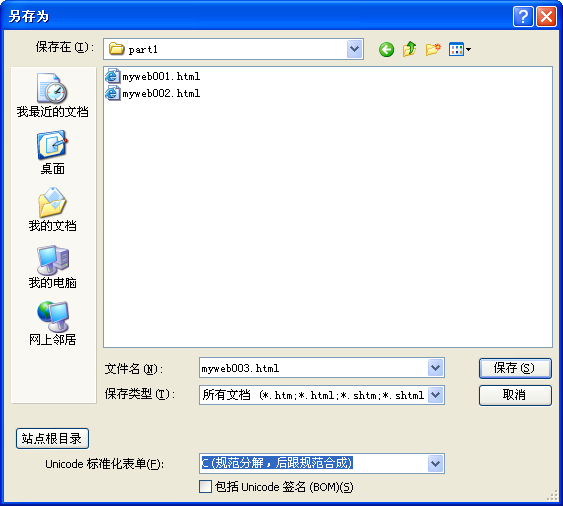 另存为
保存在(I):
part1
myweb001.html
myweb002.html
我最近的文档
桌面
我的文档
我的电脑
网上邻居
文件名(N):
myweb003.html
保存(S)
保存类型(T):
所有文档 (*.htm;*.html;*.shtm;*.shtml
取消
站点根目录
Unicode 标准化表单(F):
C (规范分解，后跟规范合成)
包括 Unicode 签名 (BOM)(S)